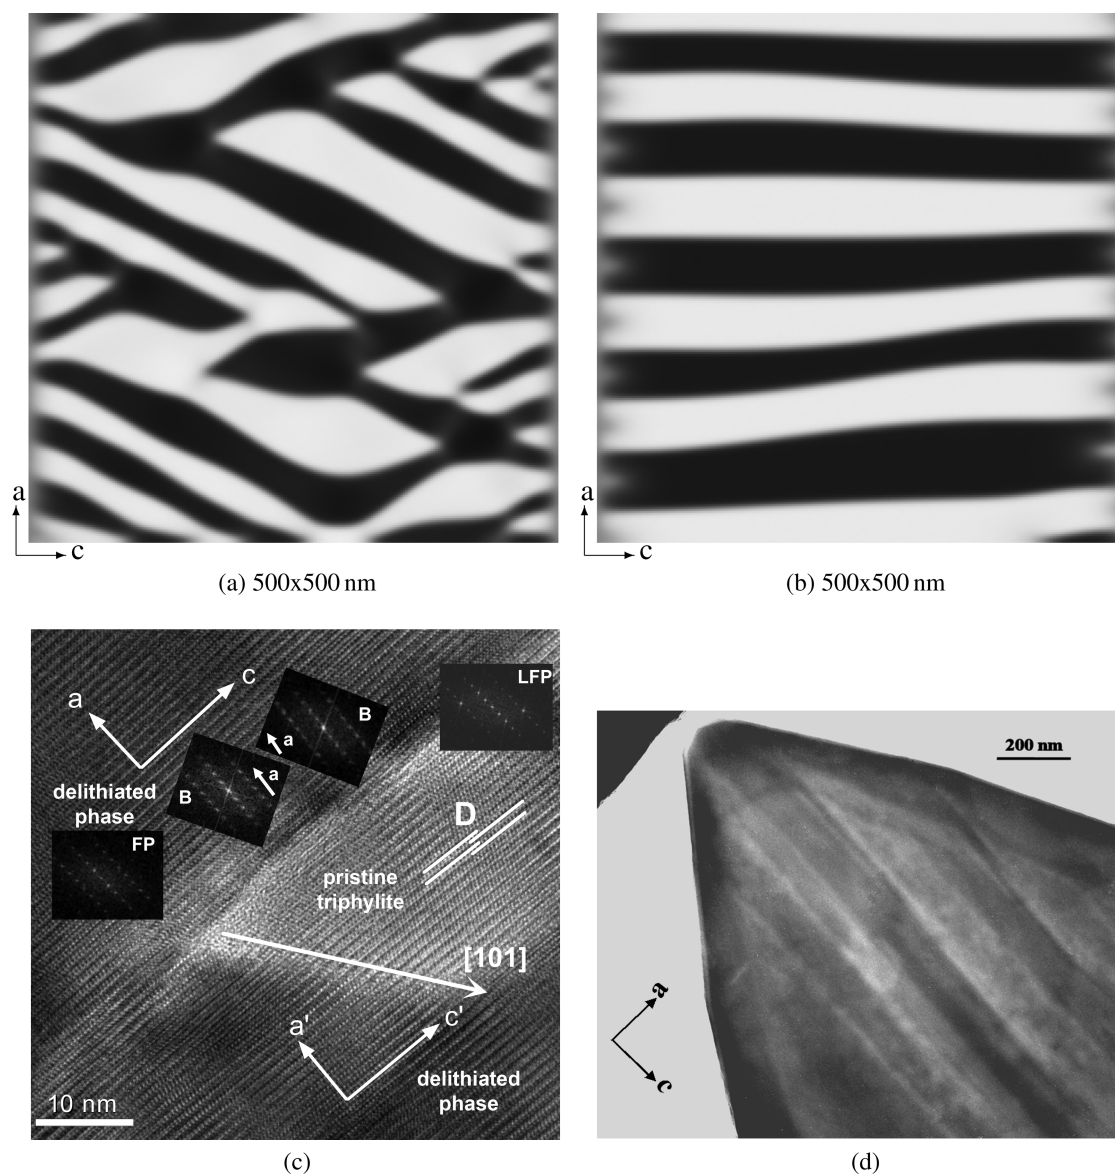 a
c
(a) 500x500 nm
a
c
(b) 500x500 nm
LFP
c
a
B
a
a
delithiated
phase
B
FP
D
pristine
triphylite
[101]
a'
c'
delithiated
phase
10 nm
(c)
200 nm
a
c
(d)